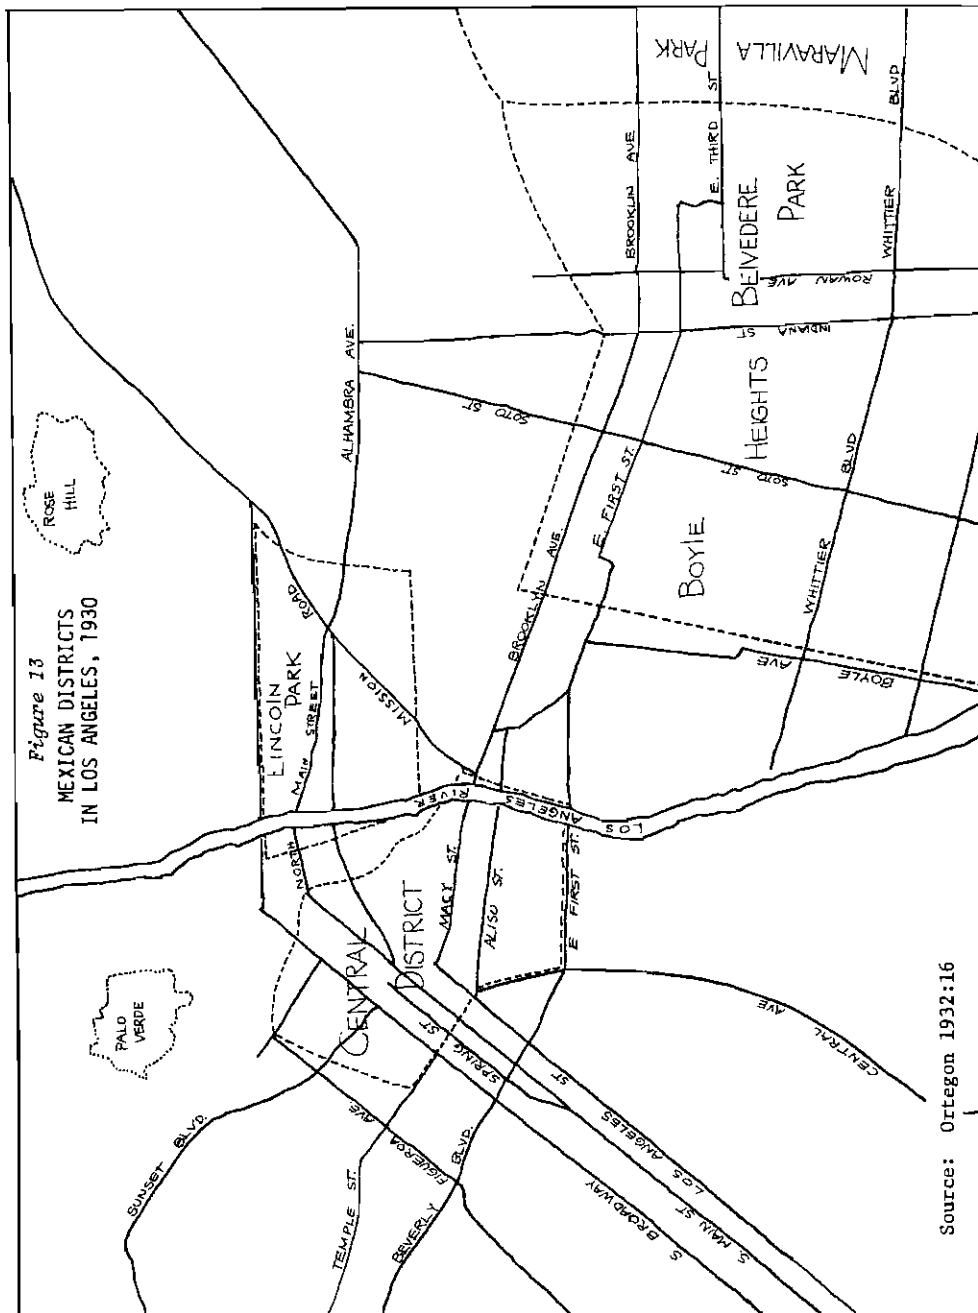 Figure 13
MEXICAN DISTRICTS
IN LOS ANGELES, 1930
PALO
VERDE
ROSE
HILL
SUNSET BLVD.
TEMPLE ST.
BEVERLY BLVD.
FIGUEROA AVE.
S BROADWAY
S. MAIN ST
LOS ANGELES ST
SPRING ST
CENTRAL
DISTRICT
NORTH MAIN STREET
LINCOLN
PARK
MISSION ROAD
ALHAMBRA AVE.
MACY ST.
ALISO ST.
E FIRST ST.
CENTRAL AVE
LOS ANGELES RIVER
BROOKLYN AVE.
E. FIRST ST.
BOYLE AVE
BOYLE
HEIGHTS
SOTO ST
SOTO ST
WHITTIER BLVD
INDIANA ST
ROWAN AVE
BROOKLIN AVE
E. THIRD ST
BELVEDERE
PARK
WHITTIER BLVD
MARAVILLA
PARK
Source: Ortegon 1932:16